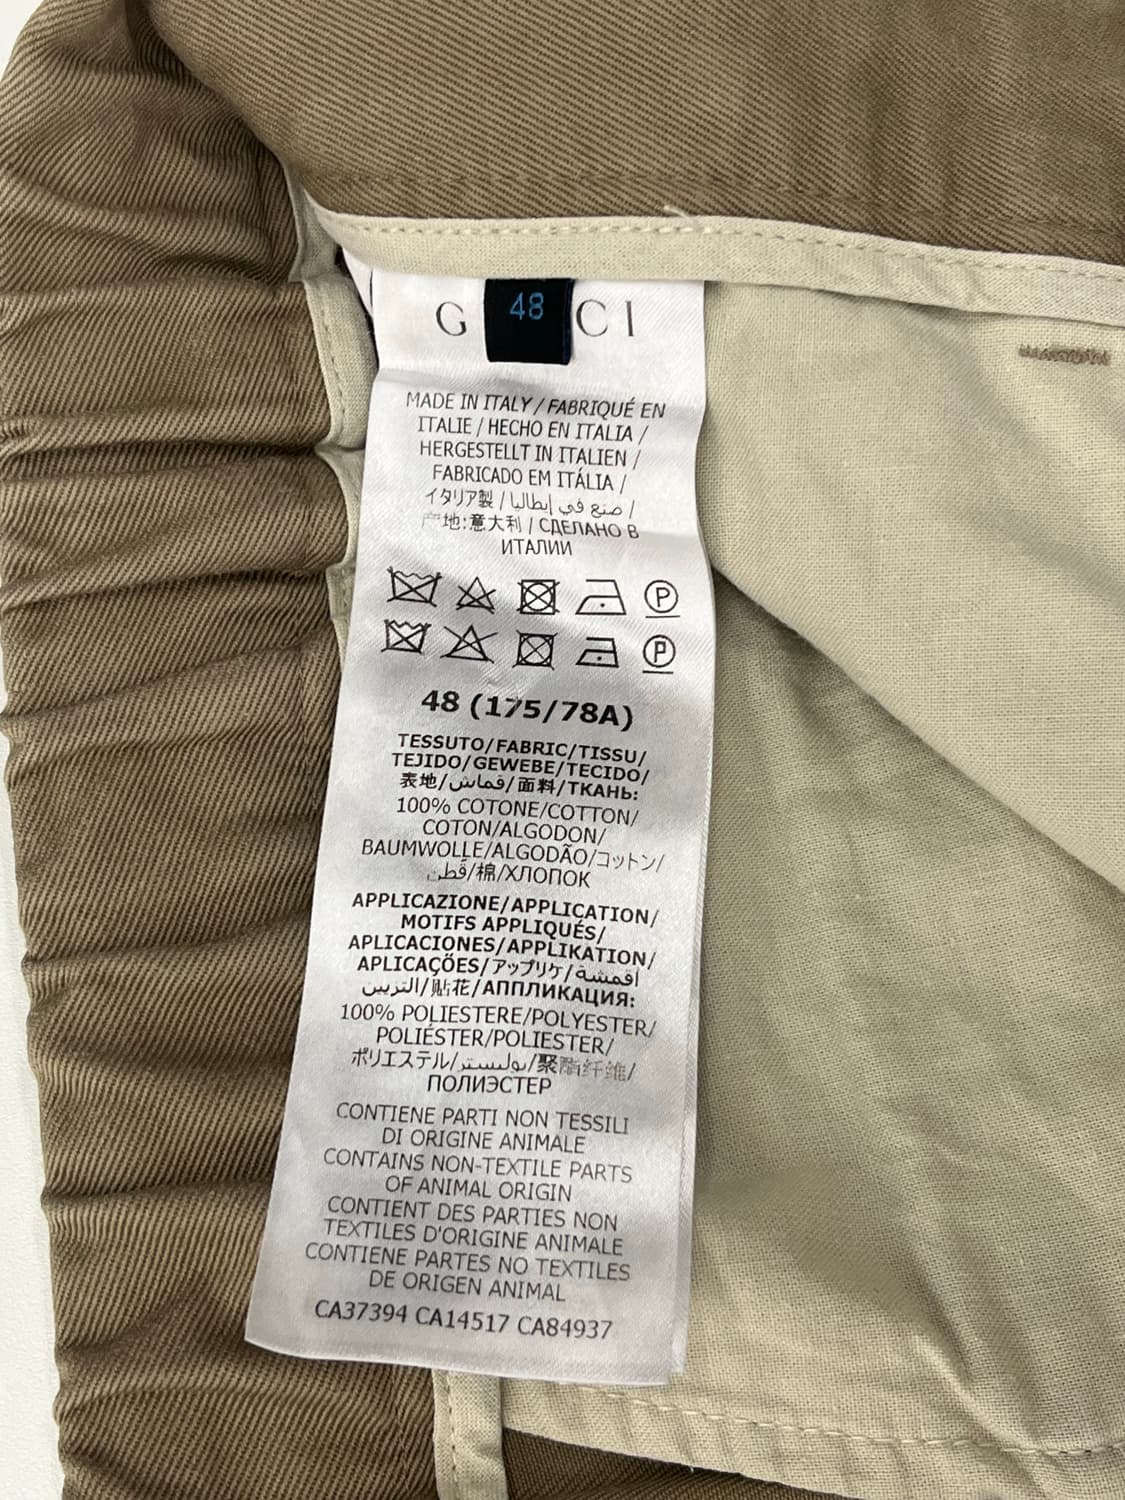 G CI
48
MADE IN ITALY / FABRIQUÉ EN
ITALIE / HECHO EN ITALIA /
HERGESTELLT IN ITALIEN /
FABRICADO EM ITÁLIA /
イタリア製 / صنع في إيطاليا /
产地:意大利 / СДЕЛАНО В
ИТАЛИИ
P
P
48 (175/78A)
TESSUTO/FABRIC/TISSU/
TEJIDO/GEWEBE/TECIDO/
表地/قماش/面料/ТКАНЬ:
100% COTONE/COTTON/
COTON/ALGODON/
BAUMWOLLE/ALGODÃO/コットン/
قطن/棉/ХЛОПОК
APPLICAZIONE/APPLICATION/
MOTIFS APPLIQUÉS/
APLICACIONES/APPLIKATION/
APLICAÇÕES/アップリケ/أقمشة
التزيين/贴花/АППЛИКАЦИЯ:
100% POLIESTERE/POLYESTER/
POLIÉSTER/POLIESTER/
ポリエステル/بوليستر/聚酯纤维/
ПОЛИЭСТЕР
CONTIENE PARTI NON TESSILI
DI ORIGINE ANIMALE
CONTAINS NON-TEXTILE PARTS
OF ANIMAL ORIGIN
CONTIENT DES PARTIES NON
TEXTILES D'ORIGINE ANIMALE
CONTIENE PARTES NO TEXTILES
DE ORIGEN ANIMAL
CA37394 CA14517 CA84937